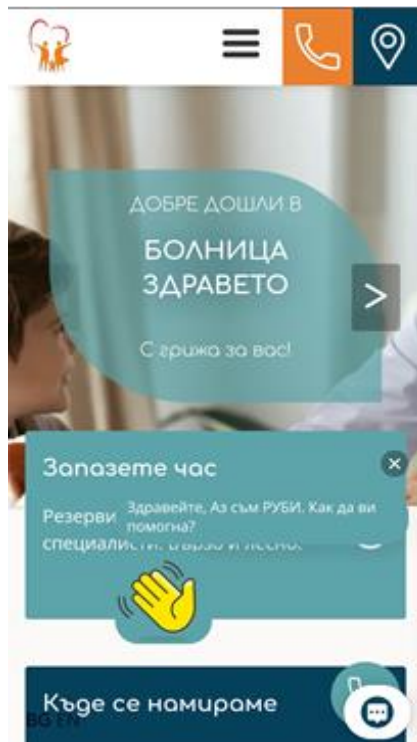 ДОБРЕ ДОШЛИ В
БОЛНИЦА
ЗДРАВЕТО
С грижа за вас!
Запазете час
Здравейте, Аз съм РУБИ. Как да ви
помогна?
Резерви
специалисти. Бързо и лесно.
Къде се намираме
BG EN